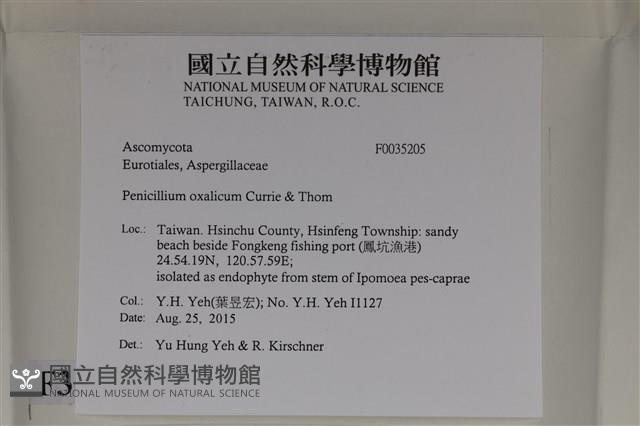 國立自然科學博物館
NATIONAL MUSEUM OF NATURAL SCIENCE
TAICHUNG, TAIWAN, R.O.C.
Ascomycota F0035205
Eurotiales, Aspergillaceae
Penicillium oxalicum Currie & Thom
Loc.: Taiwan. Hsinchu County, Hsinfeng Township: sandy
beach beside Fongkeng fishing port (鳳坑漁港)
24.54.19N, 120.57.59E;
isolated as endophyte from stem of Ipomoea pes-caprae
Col.: Y.H. Yeh(葉昱宏); No. Y.H. Yeh I1127
Date: Aug. 25, 2015
Det.: Yu Hung Yeh & R. Kirschner
國立自然科學博物館
NATIONAL MUSEUM OF NATURAL SCIENCE